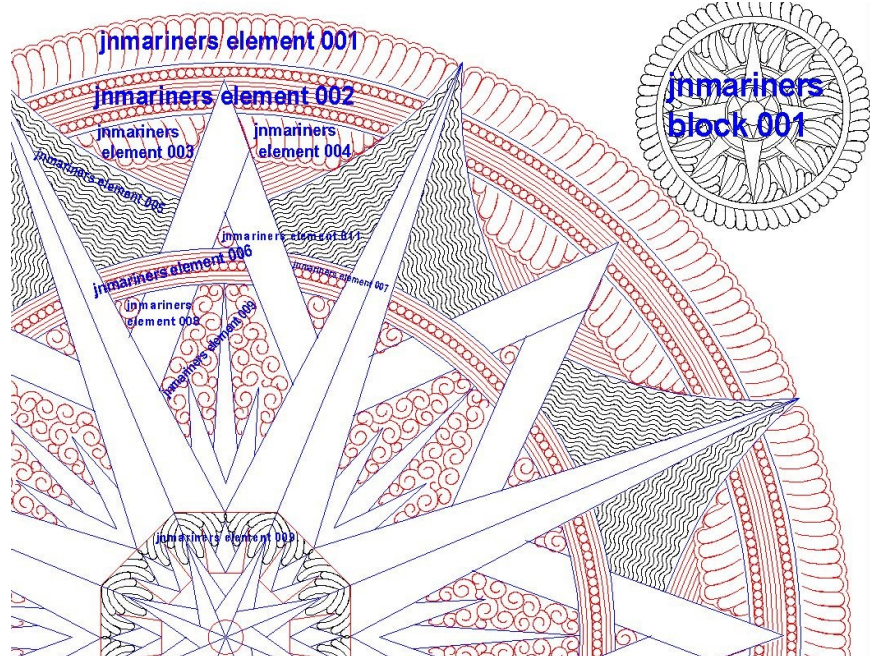 jnmariners element 001
jnmariners
block 001
jnmariners element 002
jnmariners
element 003
jnmariners
element 004
jnmariners element 005
jnmariners element 011
jnmariners element 006
jnmariners element 007
jnmariners
element 008
jnmariners element 009
jnmariners element 009